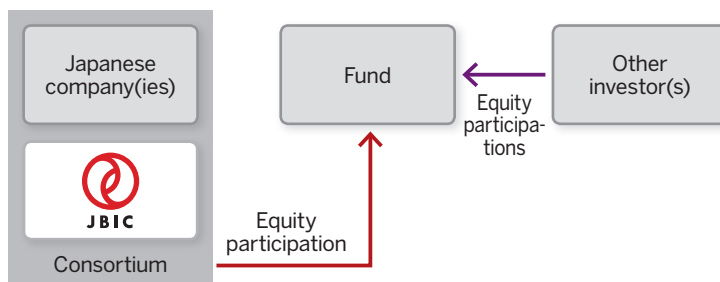 Japanese
company(ies)
JBIC
Consortium
Equity
participation
Fund
Equity
participa-
tions
Other
investor(s)